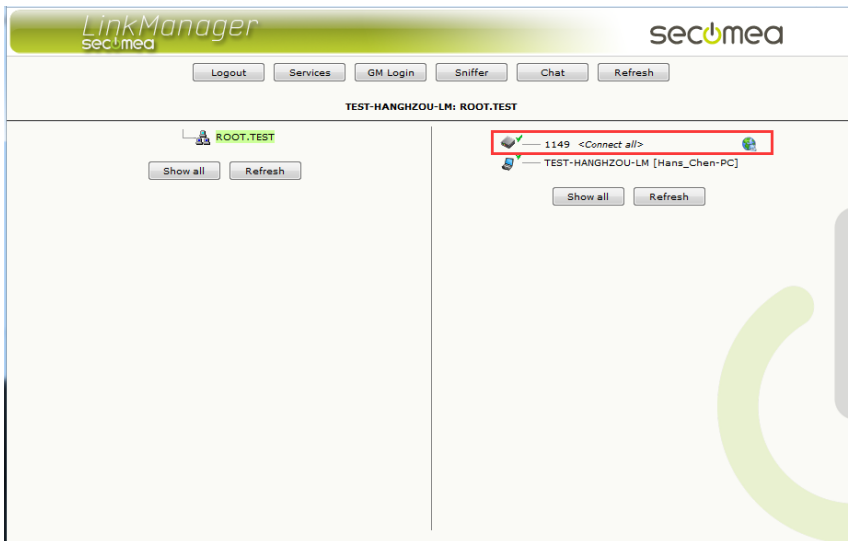 LinkManager
secomea
secomea
Logout Services GM Login Sniffer Chat Refresh
TEST-HANGHZOU-LM: ROOT.TEST
ROOT.TEST
Show all Refresh
1149 <Connect all>
TEST-HANGHZOU-LM [Hans_Chen-PC]
Show all Refresh